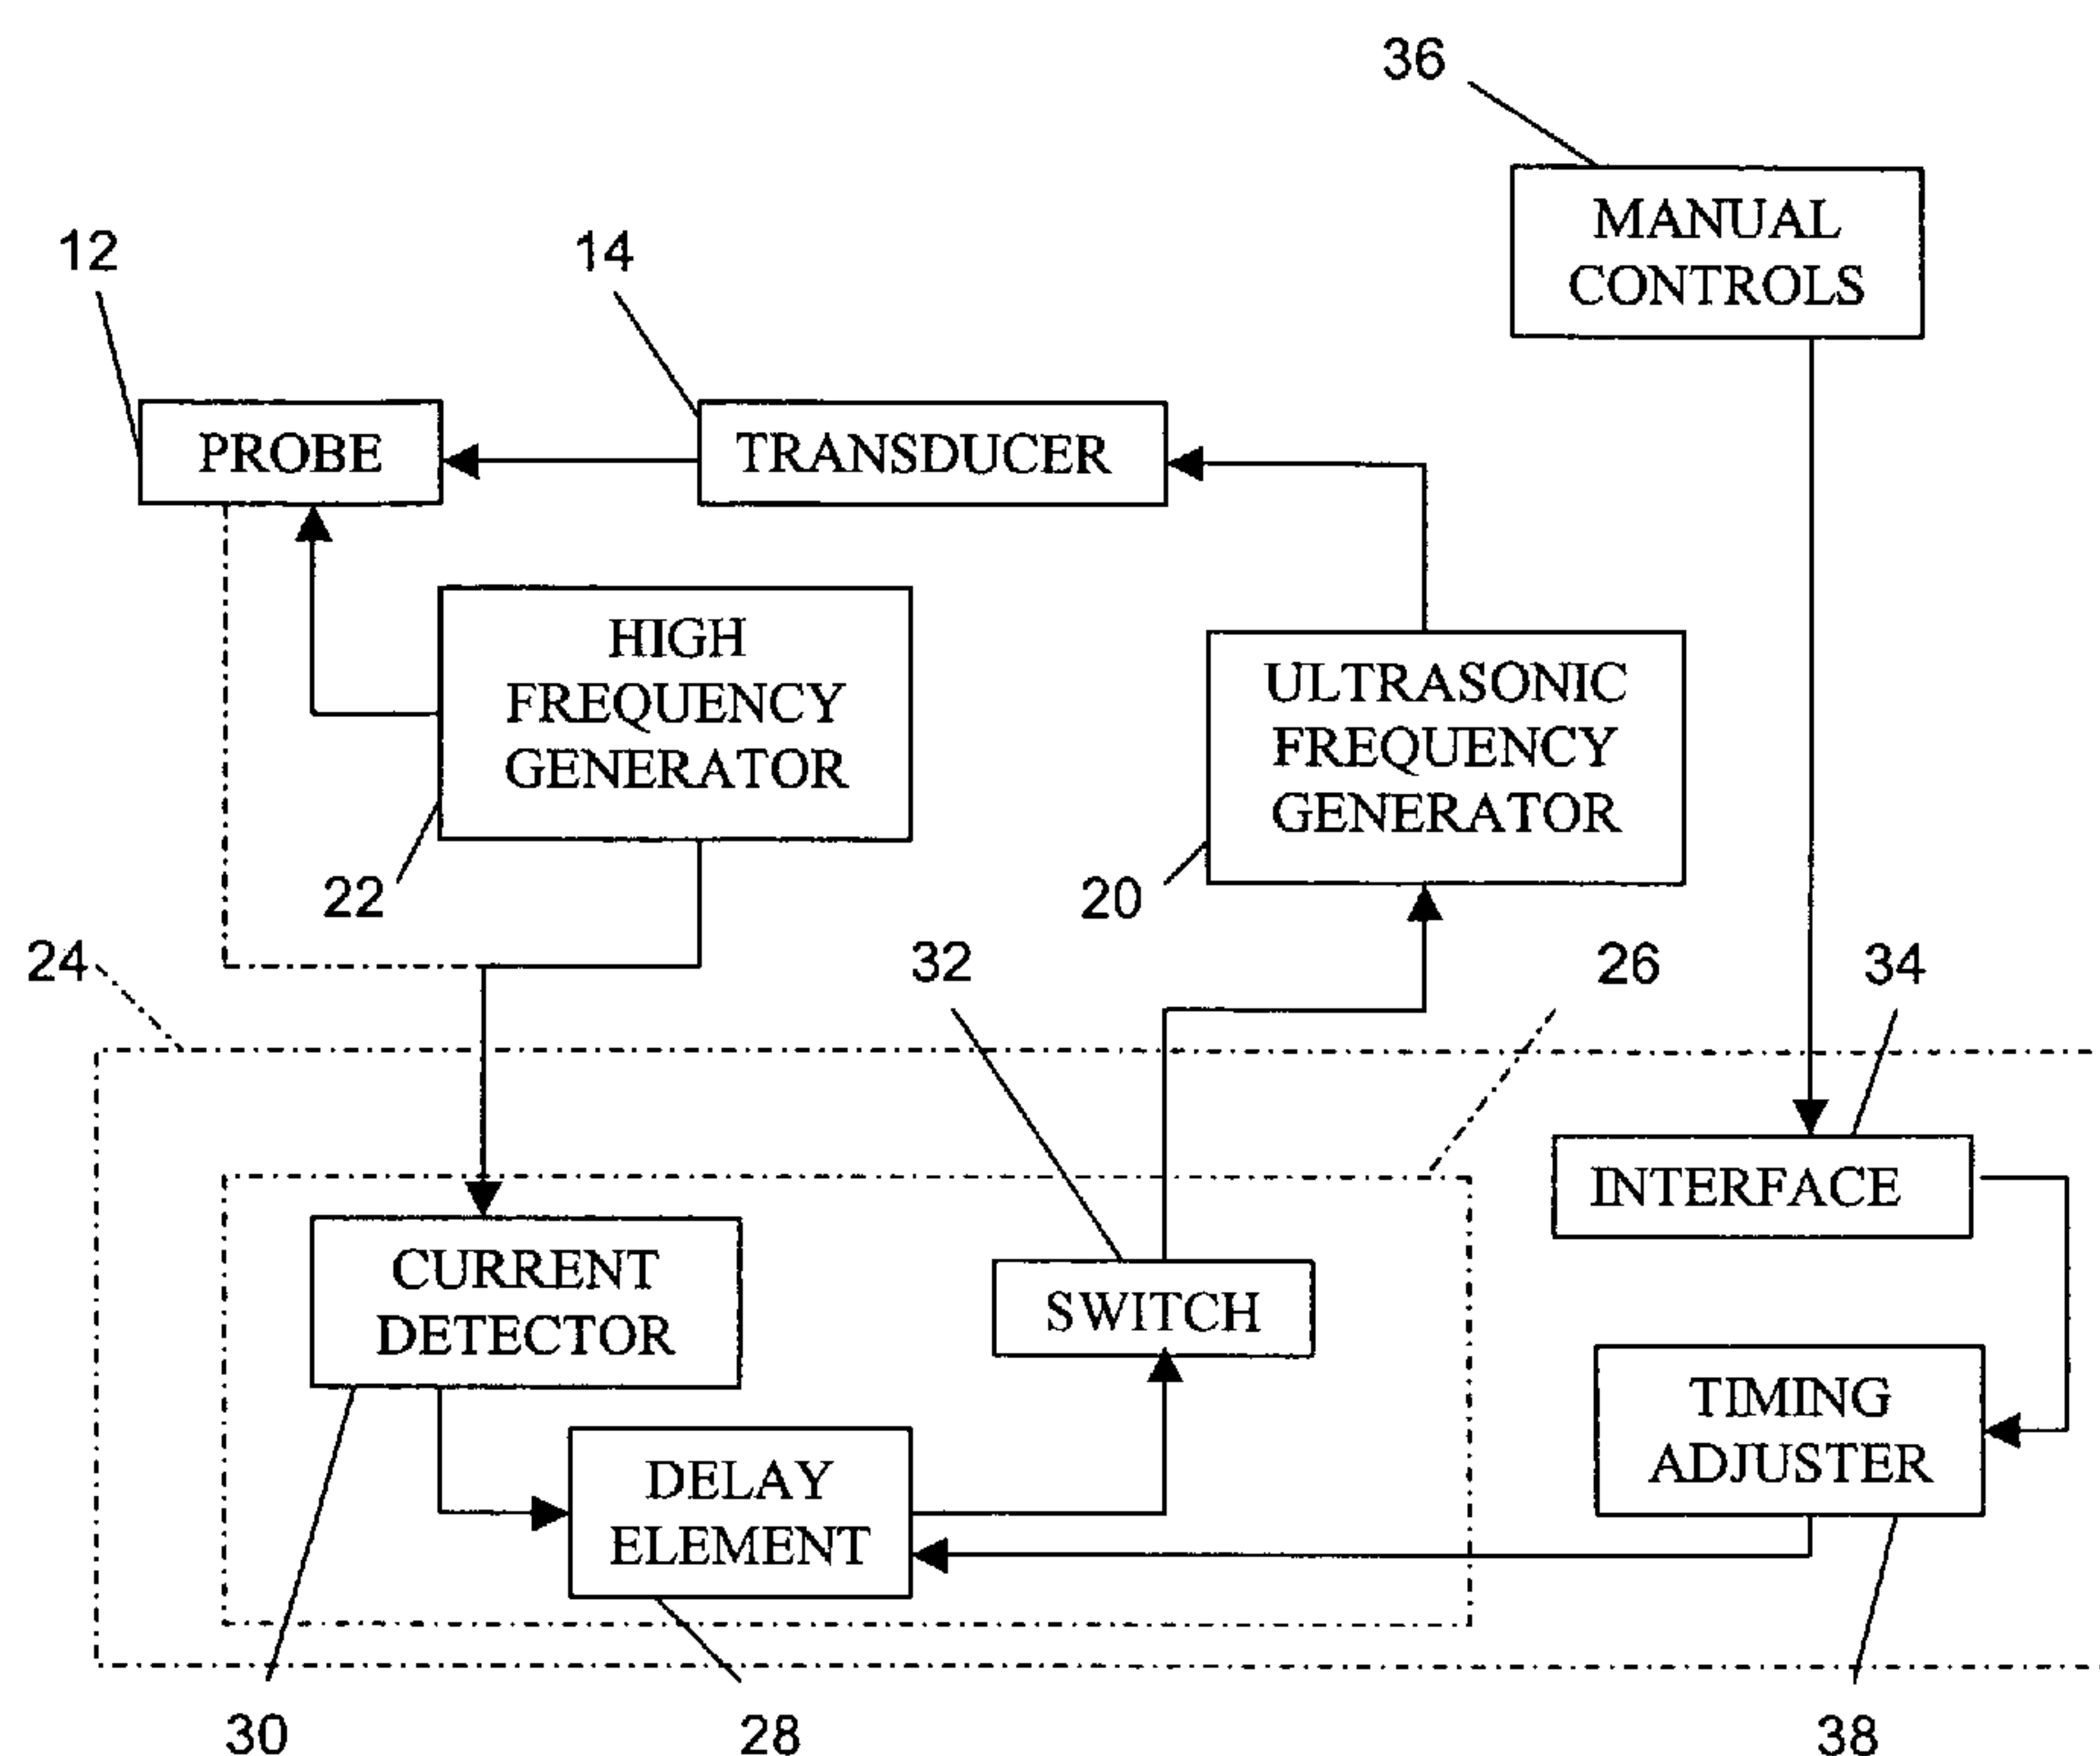 36
MANUAL
CONTROLS
12
14
PROBE
TRANSDUCER
HIGH
FREQUENCY
GENERATOR
ULTRASONIC
FREQUENCY
GENERATOR
22
20
24
32
26
34
INTERFACE
CURRENT
DETECTOR
SWITCH
TIMING
ADJUSTER
DELAY
ELEMENT
30
28
38